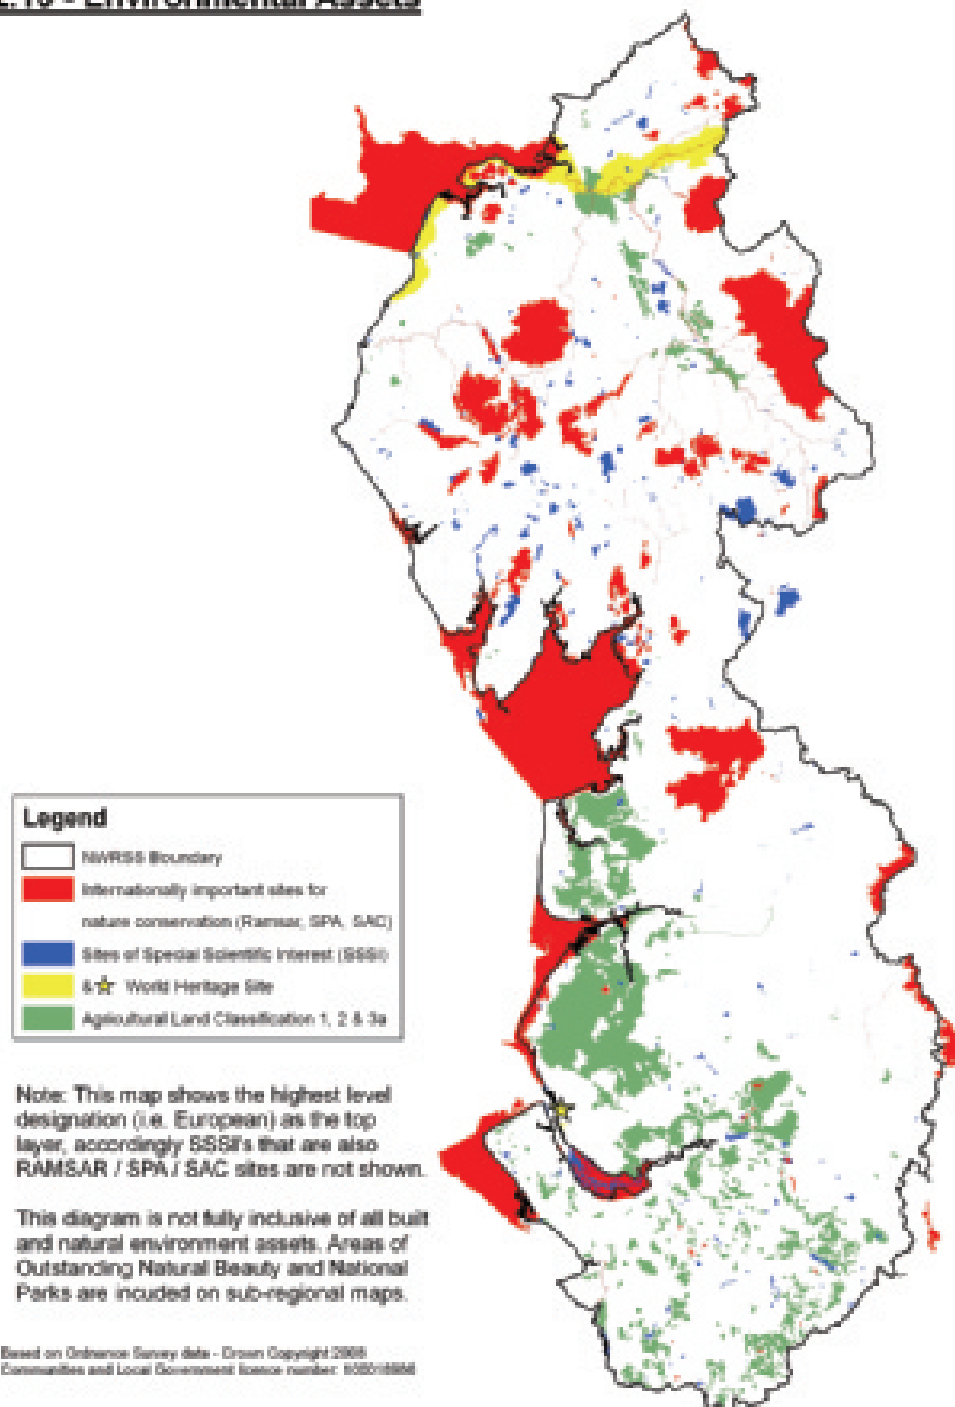 - Environmental Assets
Legend
NWRSS Boundary
Internationally important sites for
nature conservation (Ramsar, SPA, SAC)
Sites of Special Scientific Interest (SSSI)
& World Heritage Site
Agricultural Land Classification 1, 2 & 3a
Note: This map shows the highest level
designation (i.e. European) as the top
layer, accordingly SSSI's that are also
RAMSAR / SPA / SAC sites are not shown.
This diagram is not fully inclusive of all built
and natural environment assets. Areas of
Outstanding Natural Beauty and National
Parks are incuded on sub-regional maps.
Based on Ordnance Survey data - Crown Copyright 2008
Communities and Local Government licence number: